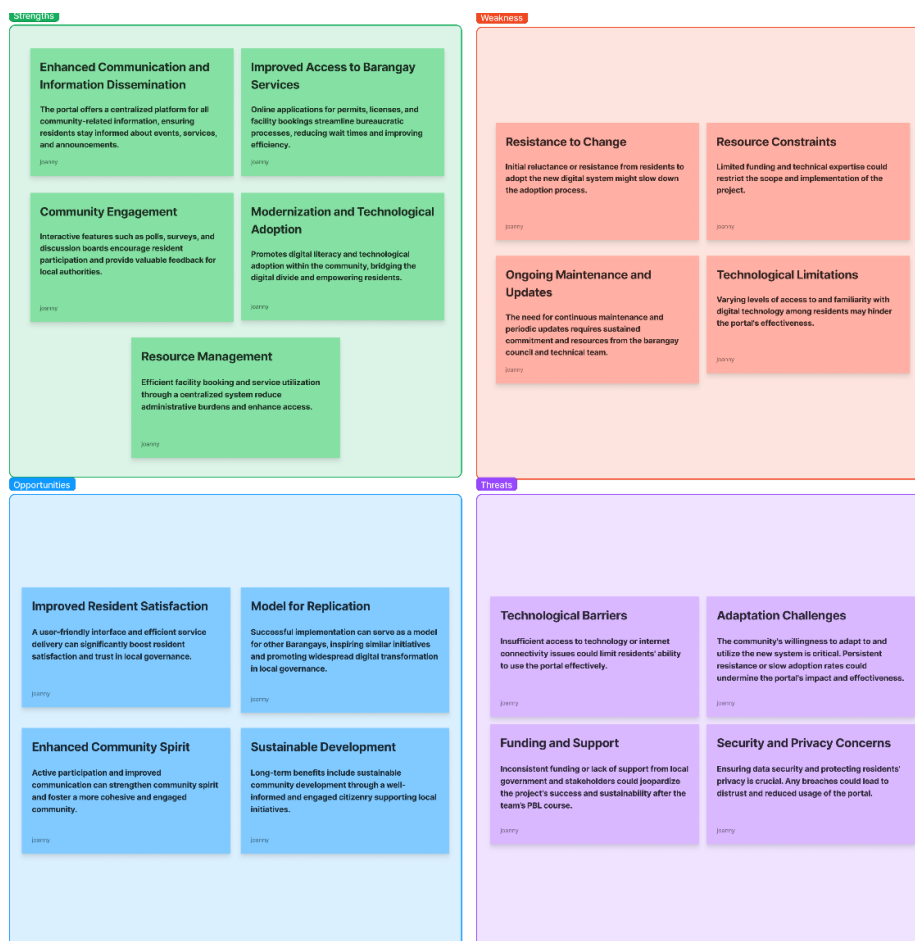 Strengths
Enhanced Communication and
Information Dissemination
The portal offers a centralized platform for all
community-related information, ensuring
residents stay informed about events, services,
and announcements.
joanny
Improved Access to Barangay
Services
Online applications for permits, licenses, and
facility bookings streamline bureaucratic
processes, reducing wait times and improving
efficiency.
joanny
Community Engagement
Interactive features such as polls, surveys, and
discussion boards encourage resident
participation and provide valuable feedback for
local authorities.
joanny
Modernization and Technological
Adoption
Promotes digital literacy and technological
adoption within the community, bridging the
digital divide and empowering residents.
joanny
Resource Management
Efficient facility booking and service utilization
through a centralized system reduce
administrative burdens and enhance access.
joanny
Weakness
Resistance to Change
Initial reluctance or resistance from residents to
adopt the new digital system might slow down
the adoption process.
joanny
Resource Constraints
Limited funding and technical expertise could
restrict the scope and implementation of the
project.
joanny
Ongoing Maintenance and
Updates
The need for continuous maintenance and
periodic updates requires sustained
commitment and resources from the barangay
council and technical team.
joanny
Technological Limitations
Varying levels of access to and familiarity with
digital technology among residents may hinder
the portal's effectiveness.
joanny
Opportunities
Improved Resident Satisfaction
A user-friendly interface and efficient service
delivery can significantly boost resident
satisfaction and trust in local governance.
joanny
Model for Replication
Successful implementation can serve as a model
for other Barangays, inspiring similar initiatives
and promoting widespread digital transformation
in local governance.
joanny
Enhanced Community Spirit
Active participation and improved
communication can strengthen community spirit
and foster a more cohesive and engaged
community.
joanny
Sustainable Development
Long-term benefits include sustainable
community development through a well-
informed and engaged citizenry supporting local
initiatives.
joanny
Threats
Technological Barriers
Insufficient access to technology or internet
connectivity issues could limit residents' ability
to use the portal effectively.
joanny
Adaptation Challenges
The community's willingness to adapt to and
utilize the new system is critical. Persistent
resistance or slow adoption rates could
undermine the portal's impact and effectiveness.
joanny
Funding and Support
Inconsistent funding or lack of support from local
government and stakeholders could jeopardize
the project's success and sustainability after the
team's PBL course.
joanny
Security and Privacy Concerns
Ensuring data security and protecting residents'
privacy is crucial. Any breaches could lead to
distrust and reduced usage of the portal.
joanny